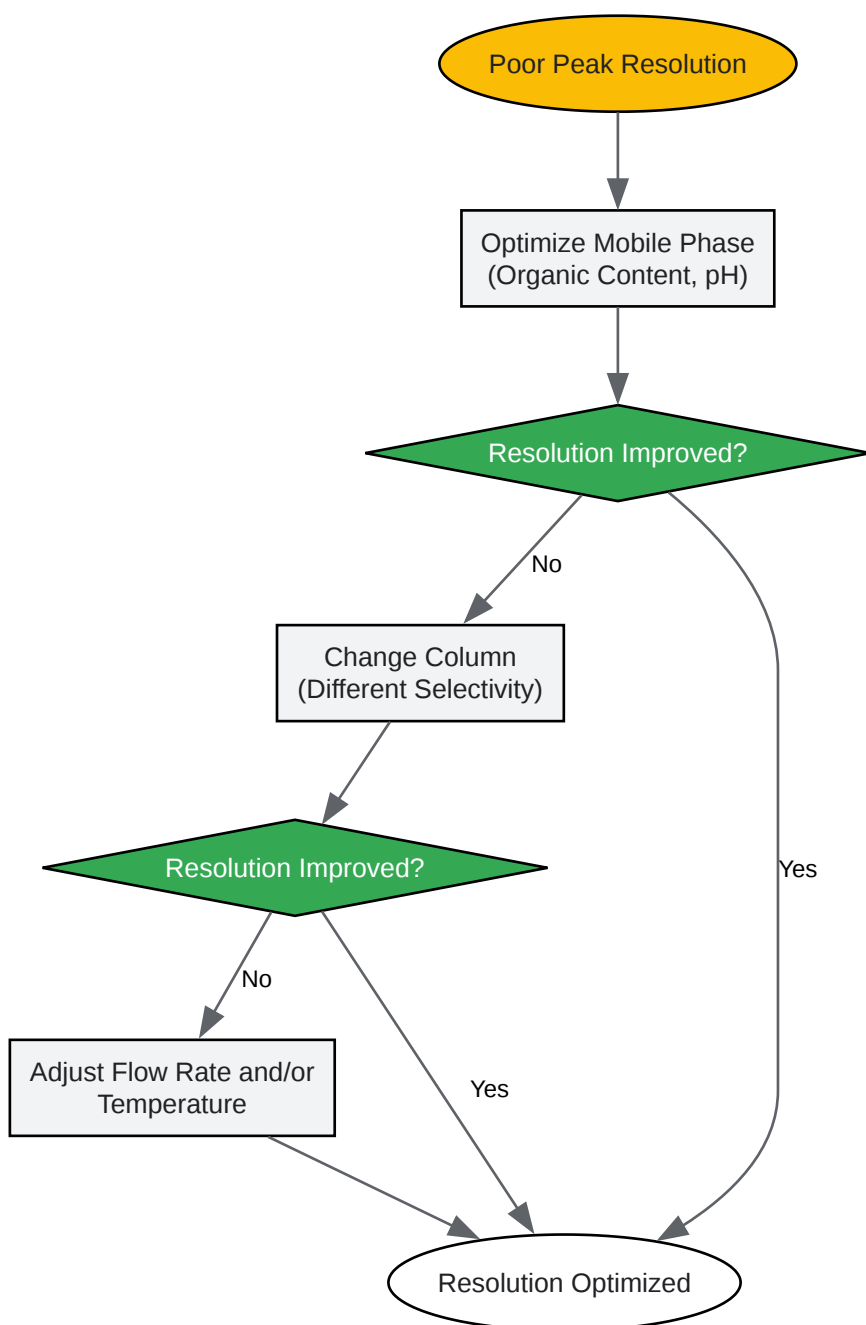 Poor Peak Resolution
Optimize Mobile Phase
(Organic Content, pH)
Resolution Improved?
No
Change Column
(Different Selectivity)
Resolution Improved?
Yes
No
Adjust Flow Rate and/or
Temperature
Yes
Resolution Optimized